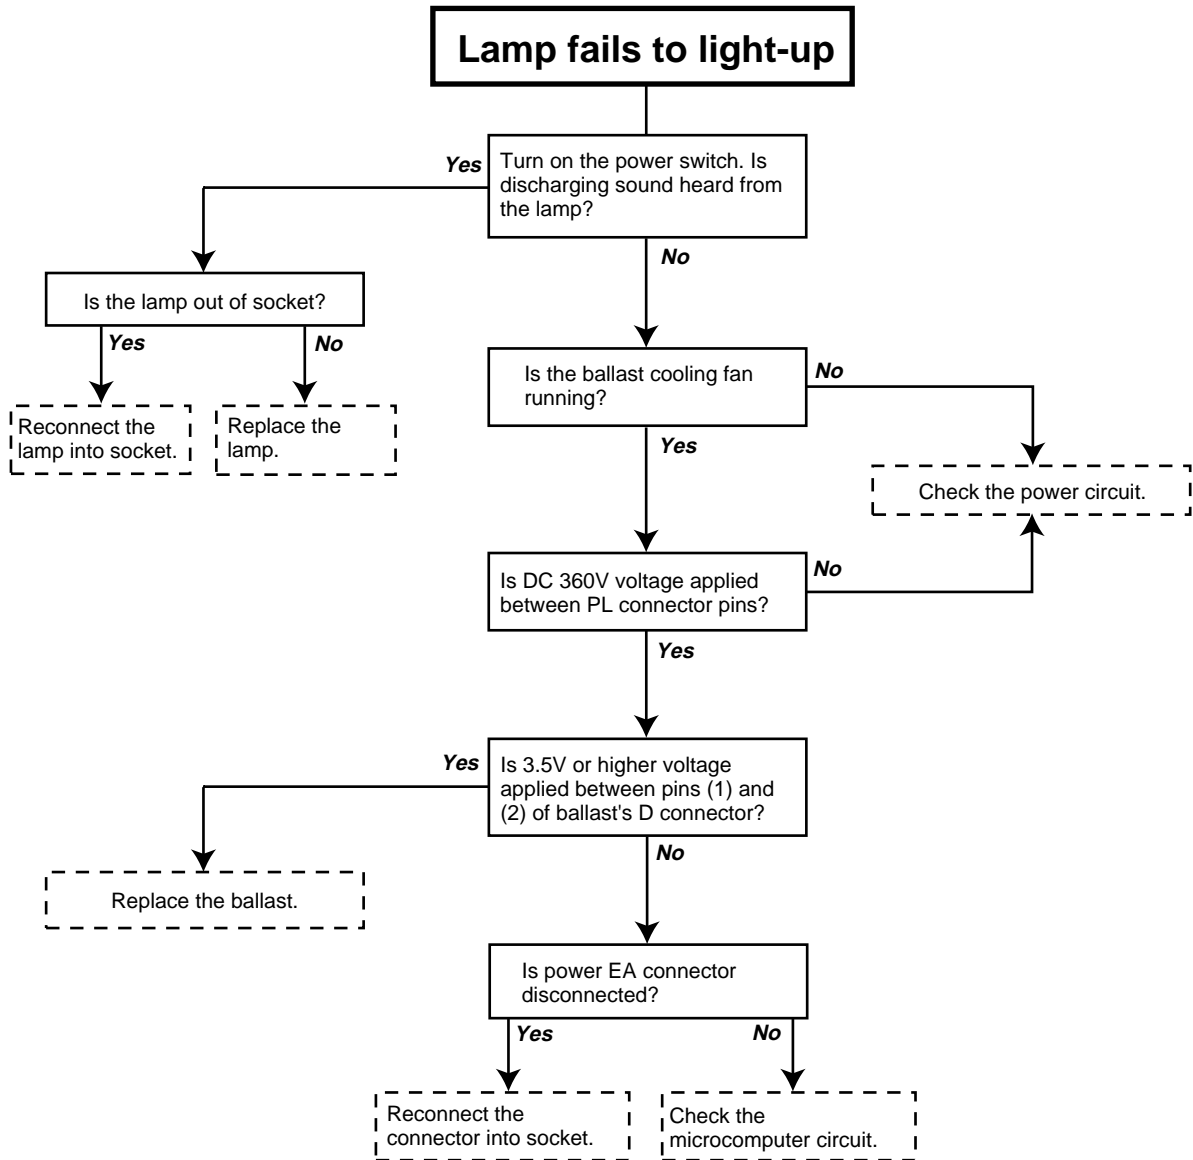 Lamp fails to light-up
Yes
Turn on the power switch. Is
discharging sound heard from
the lamp?
No
Is the lamp out of socket?
Yes
No
Reconnect the
lamp into socket.
Replace the
lamp.
Is the ballast cooling fan
running?
No
Yes
Check the power circuit.
Is DC 360V voltage applied
between PL connector pins?
No
Yes
Yes
Is 3.5V or higher voltage
applied between pins (1) and
(2) of ballast's D connector?
No
Replace the ballast.
Is power EA connector
disconnected?
Yes
No
Reconnect the
connector into socket.
Check the
microcomputer circuit.